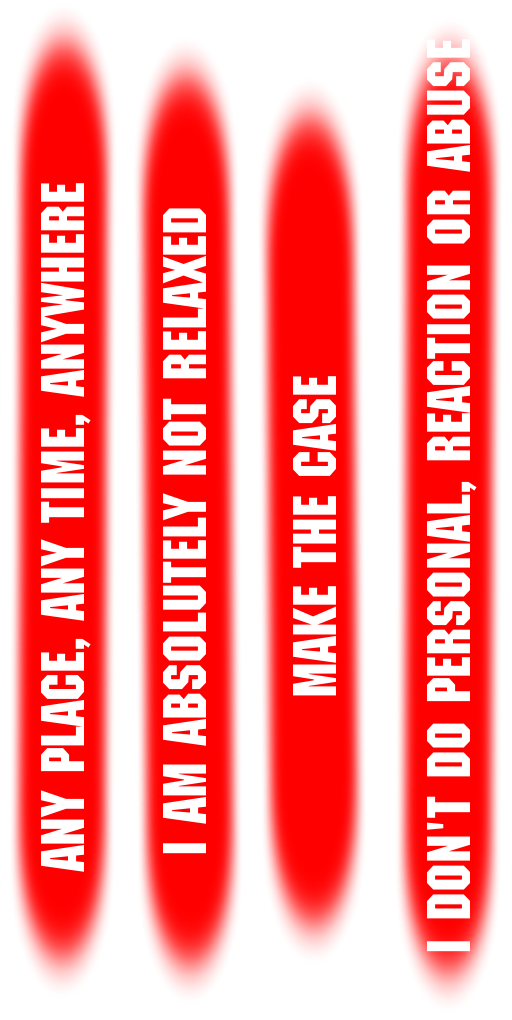 ANY PLACE, ANY TIME, ANYWHERE
I AM ABSOLUTELY NOT RELAXED
MAKE THE CASE
I DON'T DO PERSONAL, REACTION OR ABUSE